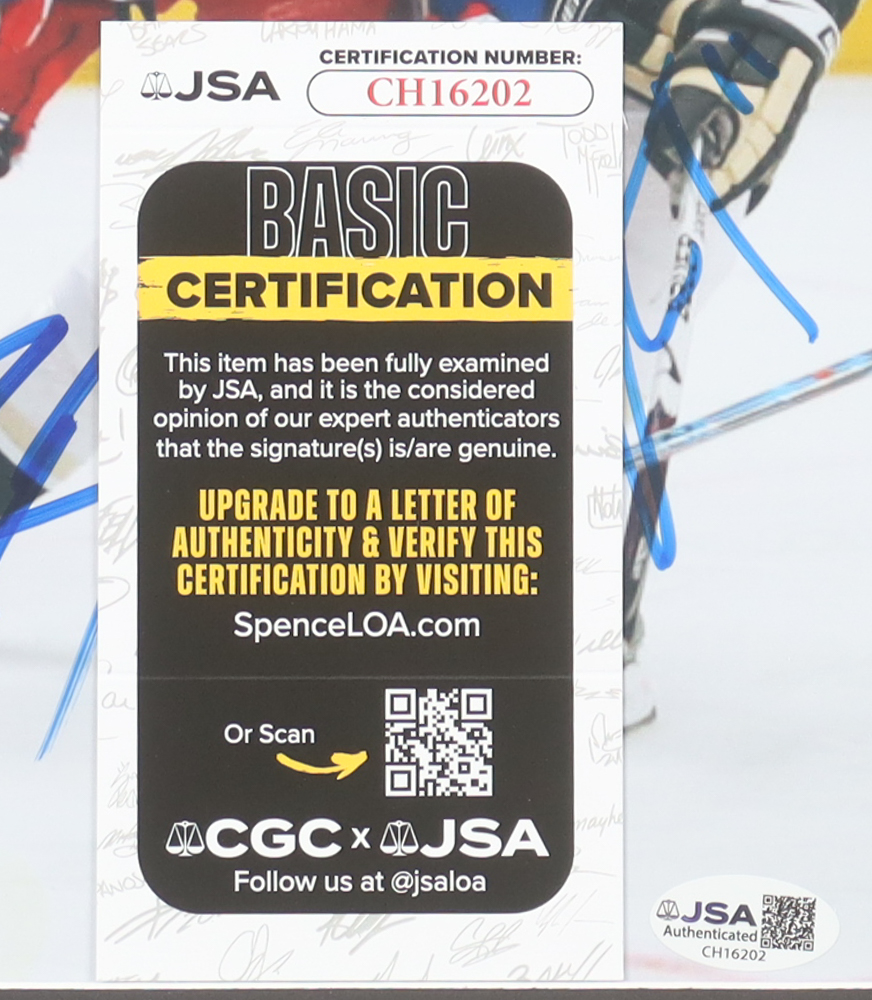 JSA
CERTIFICATION NUMBER:
CH16202
BASIC
CERTIFICATION
This item has been fully examined
by JSA, and it is the considered
opinion of our expert authenticators
that the signature(s) is/are genuine.
UPGRADE TO A LETTER OF
AUTHENTICITY & VERIFY THIS
CERTIFICATION BY VISITING:
SpenceLOA.com
Or Scan
CGC x JSA
Follow us at @jsaloa
JSA
Authenticated
CH16202